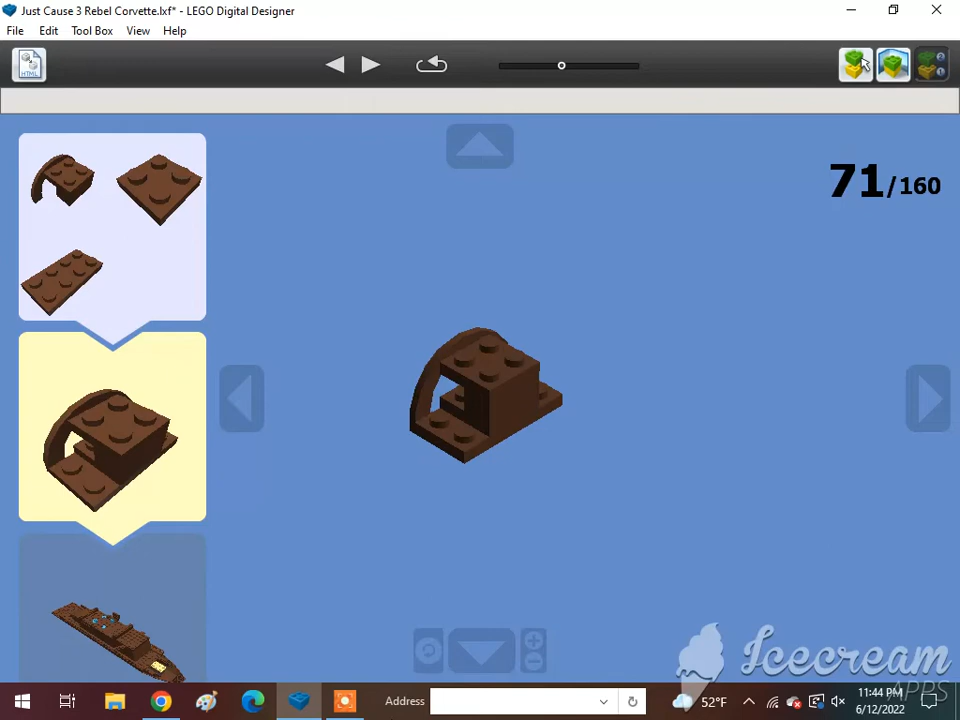 Just Cause 3 Rebel Corvette.lxf* - LEGO Digital Designer
File Edit Tool Box View Help
HTML
71/160
Icecream
APPS
Address
52°F
11:44 PM
6/12/2022